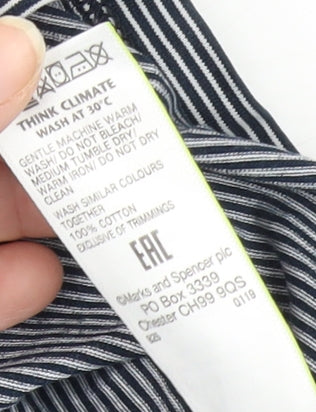 THINK CLIMATE
WASH AT 30°C
GENTLE MACHINE WARM
WASH/ DO NOT BLEACH/
MEDIUM TUMBLE DRY/
WARM IRON/ DO NOT DRY
CLEAN
WASH SIMILAR COLOURS
TOGETHER
100% COTTON
EXCLUSIVE OF TRIMMINGS
EAC
©Marks and Spencer plc
PO Box 3339
Chester CH99 9QS
0119